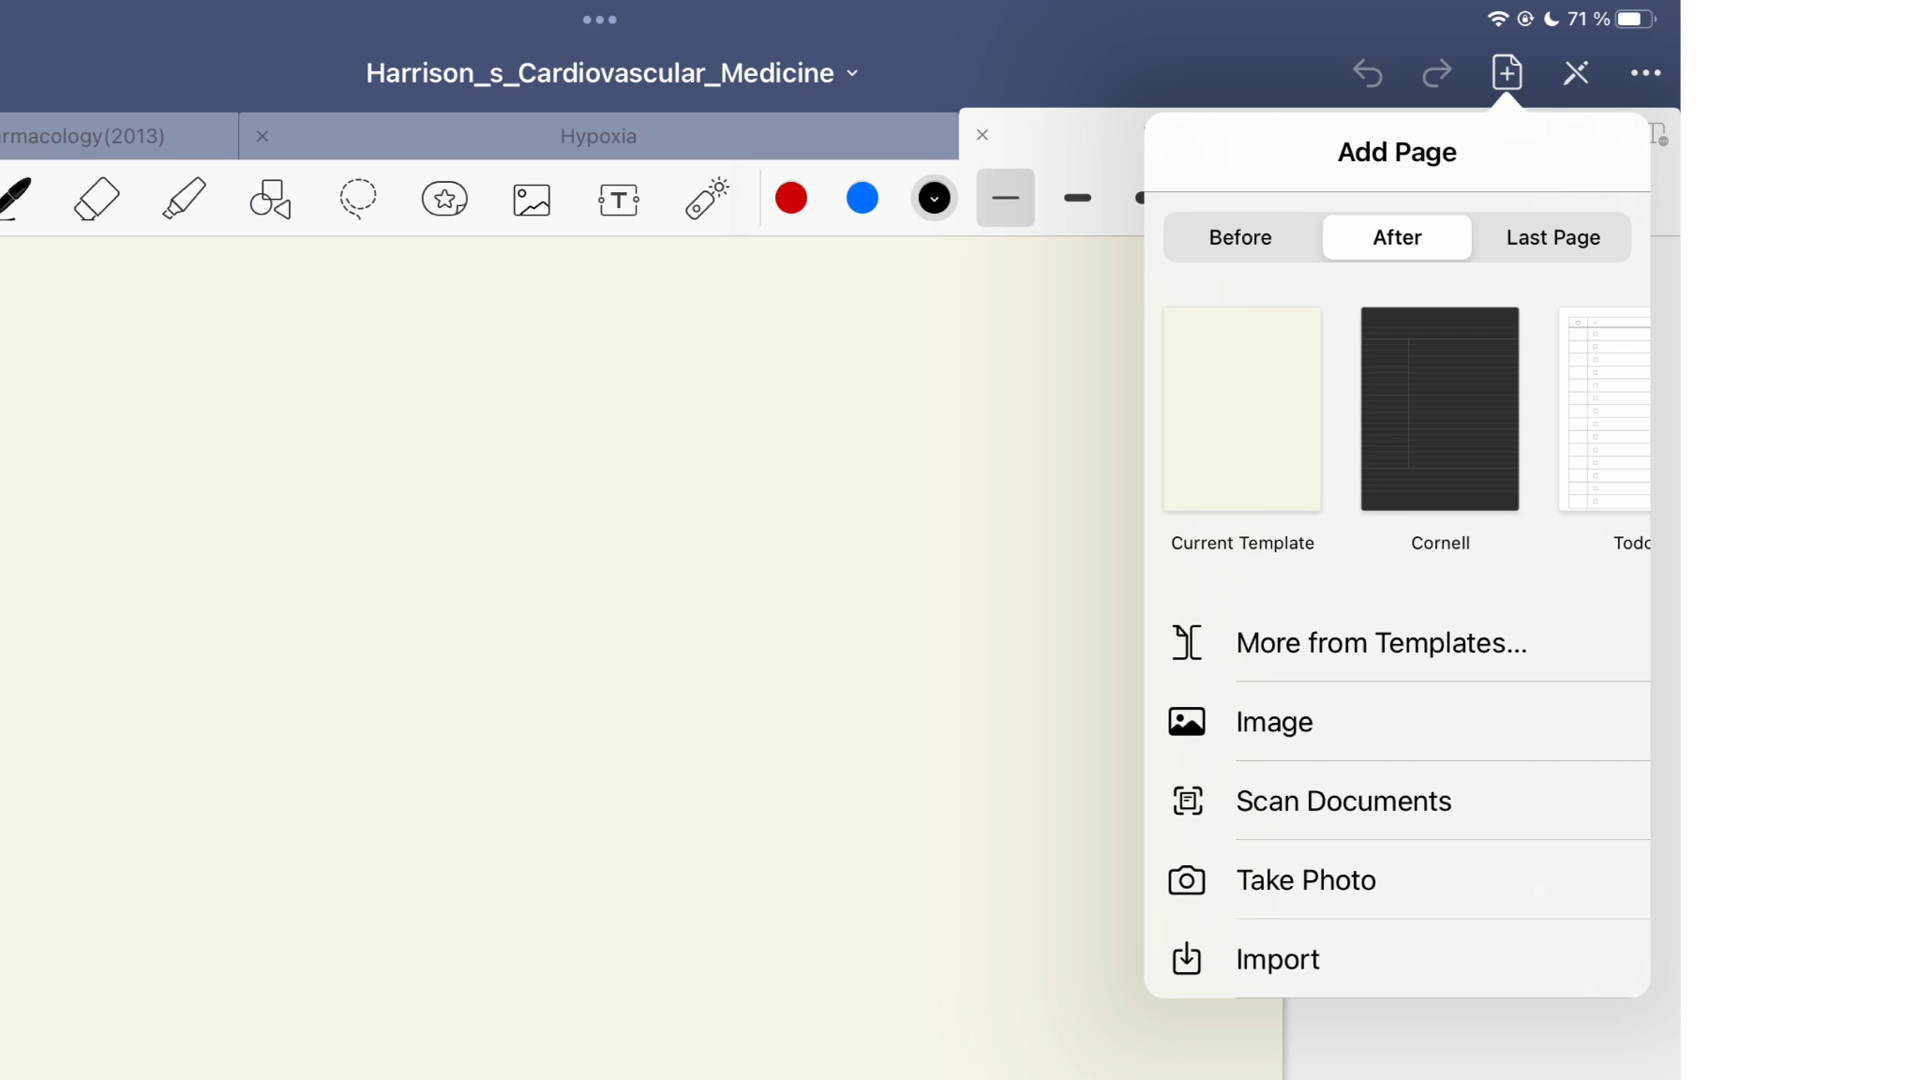 71 %
Harrison_s_Cardiovascular_Medicine
rmacology(2013)
Hypoxia
Add Page
Before
After
Last Page
T
Current Template
Cornell
Todo
More from Templates...
Image
Scan Documents
Take Photo
Import